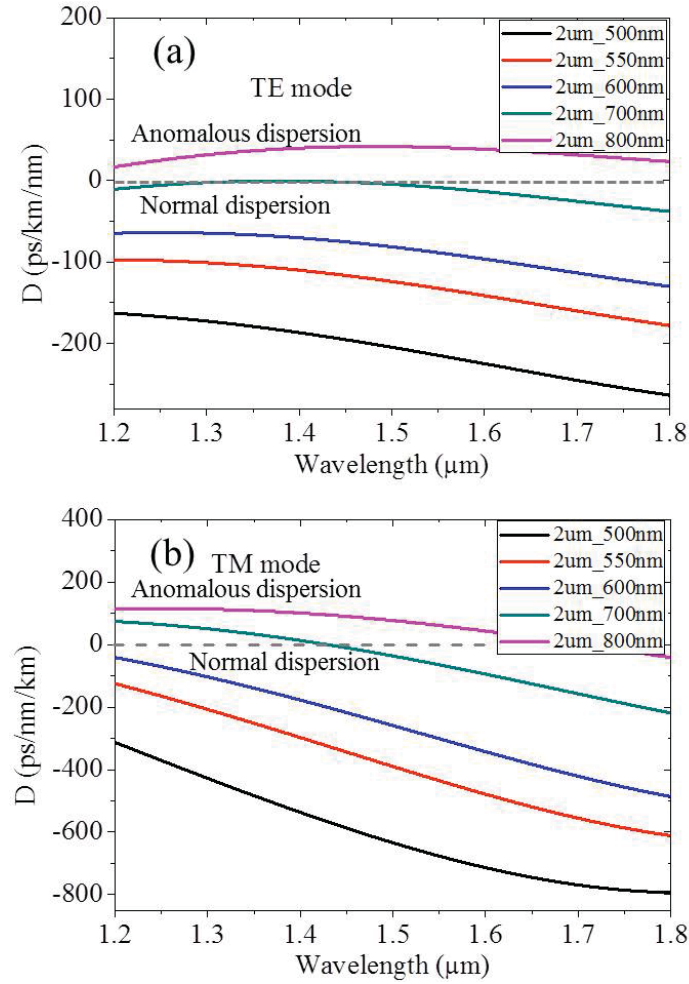 200
100
0
-100
-200
D (ps/km/nm)
(a)
TE mode
Anomalous dispersion
Normal dispersion
2um_500nm
2um_550nm
2um_600nm
2um_700nm
2um_800nm
1.2 1.3 1.4 1.5 1.6 1.7 1.8
Wavelength (μm)
400
200
0
-200
-400
-600
-800
D (ps/nm/km)
(b)
TM mode
Anomalous dispersion
Normal dispersion
2um_500nm
2um_550nm
2um_600nm
2um_700nm
2um_800nm
1.2 1.3 1.4 1.5 1.6 1.7 1.8
Wavelength (μm)